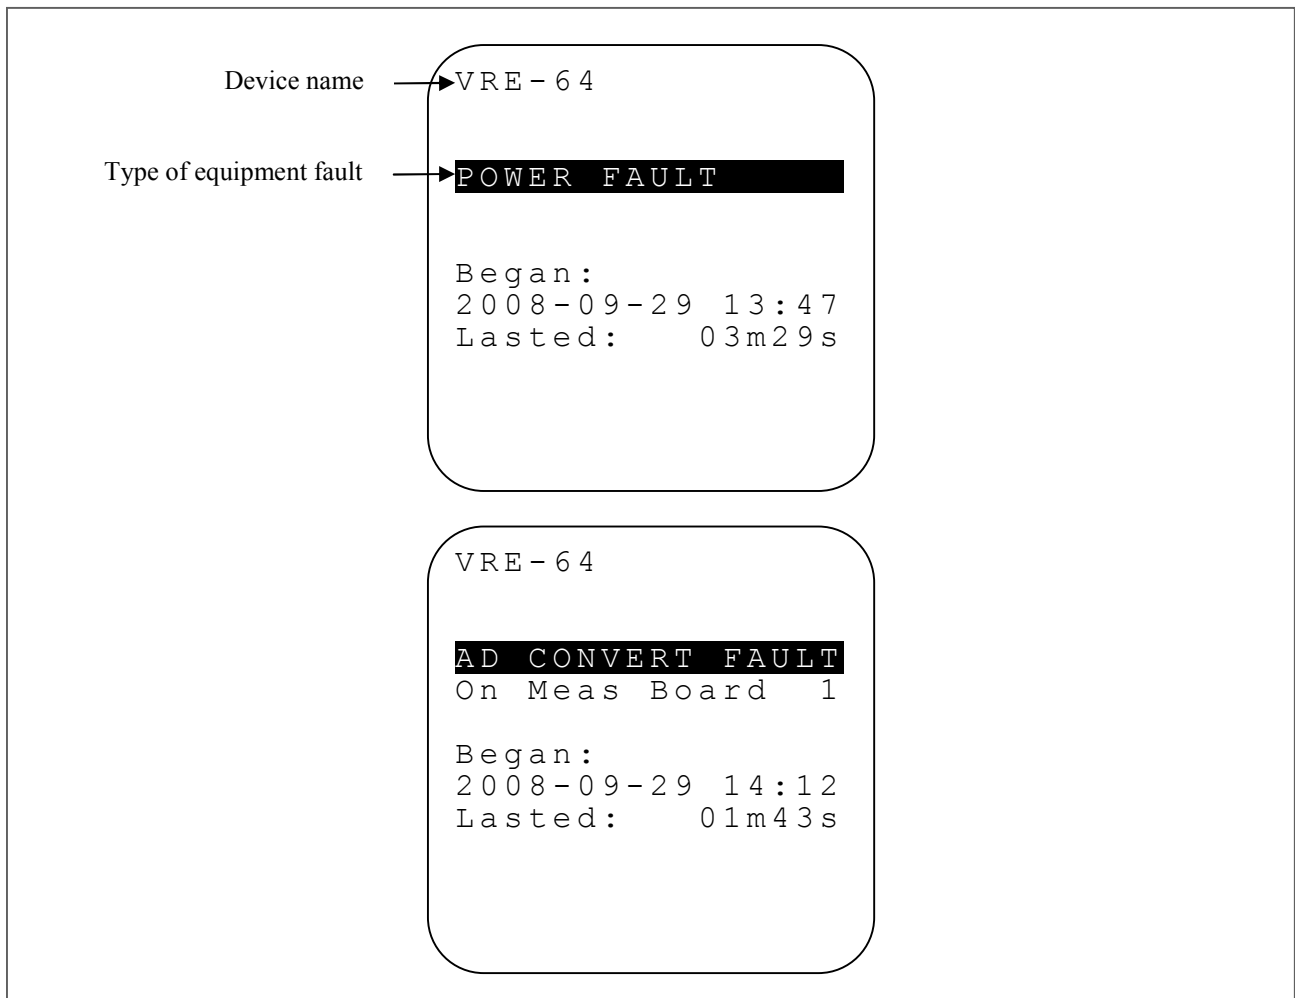 Device name
VRE-64
Type of equipment fault
POWER FAULT
Began:
2008-09-29 13:47
Lasted: 03m29s
VRE-64
AD CONVERT FAULT
On Meas Board 1
Began:
2008-09-29 14:12
Lasted: 01m43s